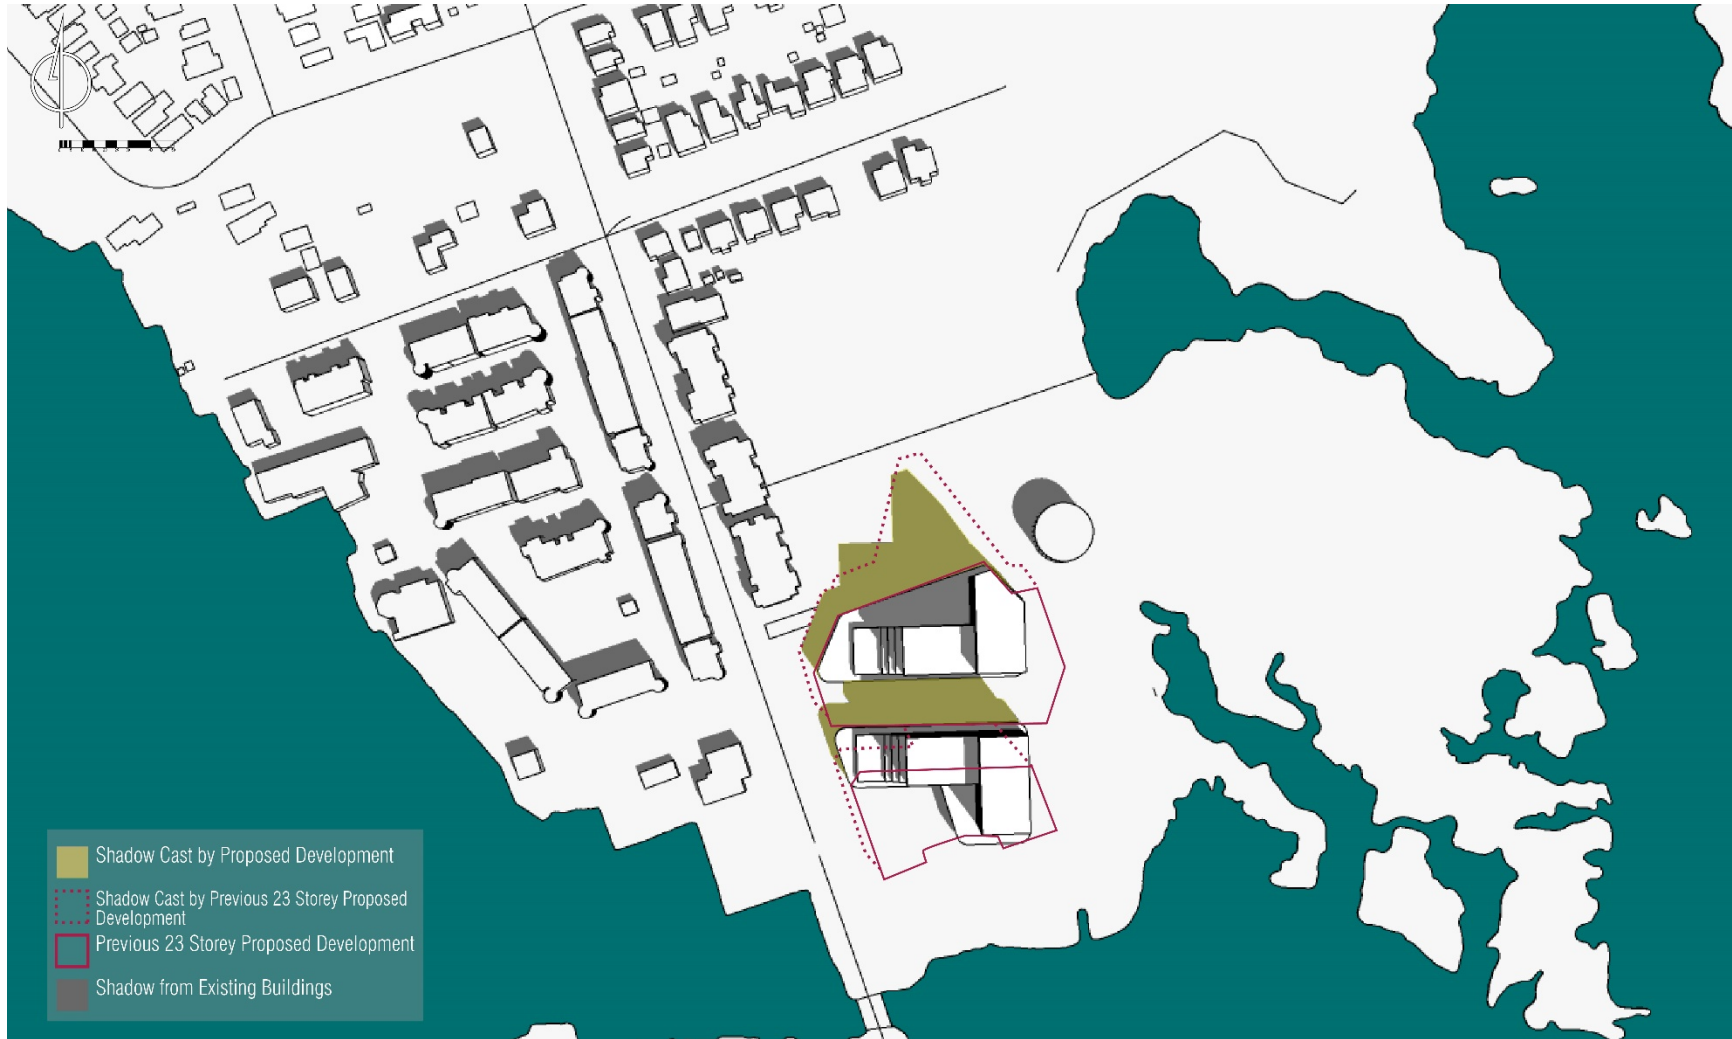 Shadow Cast by Proposed Development
Shadow Cast by Previous 23 Storey Proposed
Development
Previous 23 Storey Proposed Development
Shadow from Existing Buildings